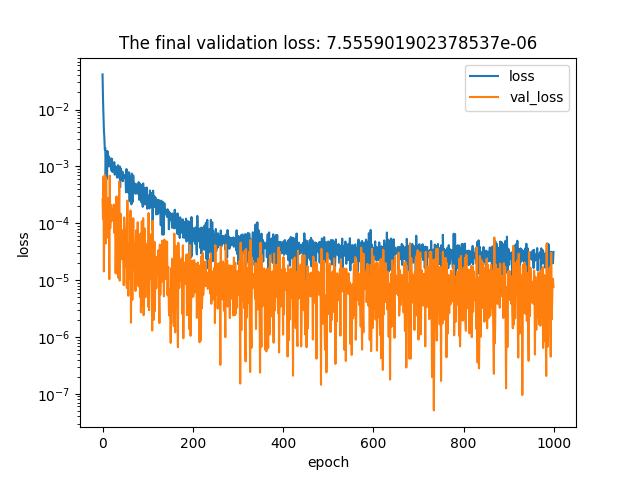 The final validation loss: 7.555901902378537e-06
loss
val_loss
10⁻²
10⁻³
10⁻⁴
10⁻⁵
10⁻⁶
10⁻⁷
loss
0
200
400
600
800
1000
epoch